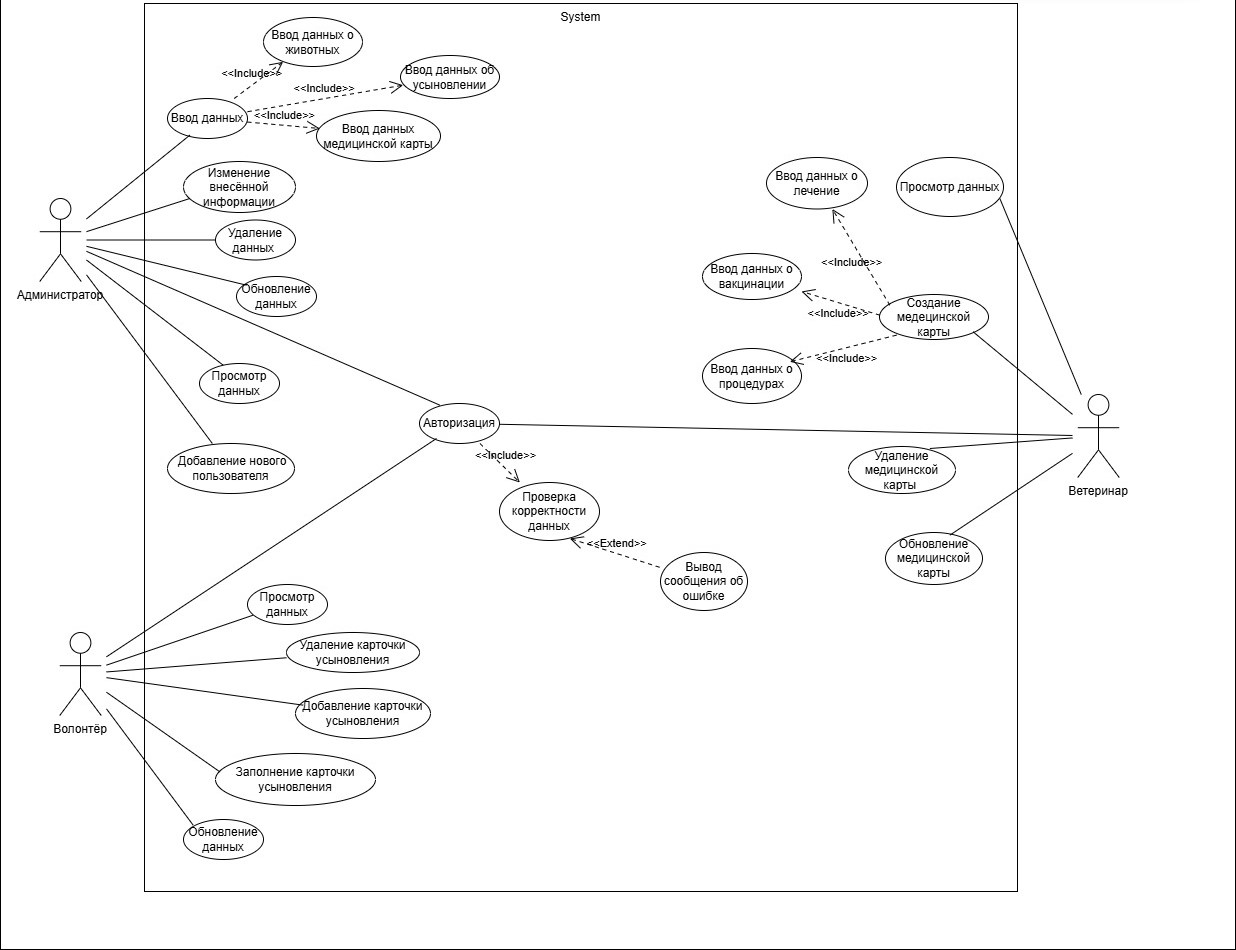 System
Ввод данных о
животных
<<Include>>
Ввод данных об
усыновлении
<<Include>>
Ввод данных
<<Include>>
Ввод данных
медицинской карты
Изменение
внесённой
информации
Удаление
данных
Администратор
Обновление
данных
Просмотр
данных
Добавление нового
пользователя
Ввод данных о
лечение
Просмотр данных
<<Include>>
Ввод данных о
вакцинации
<<Include>>
Создание
медецинской
карты
<<Include>>
Ввод данных о
процедурах
Авторизация
<<Include>>
Проверка
корректности
данных
<<Extend>>
Вывод
сообщения об
ошибке
Удаление
медицинской
карты
Ветеринар
Обновление
медицинской
карты
Просмотр
данных
Удаление карточки
усыновления
Волонтёр
Добавление карточки
усыновления
Заполнение карточки
усыновления
Обновление
данных